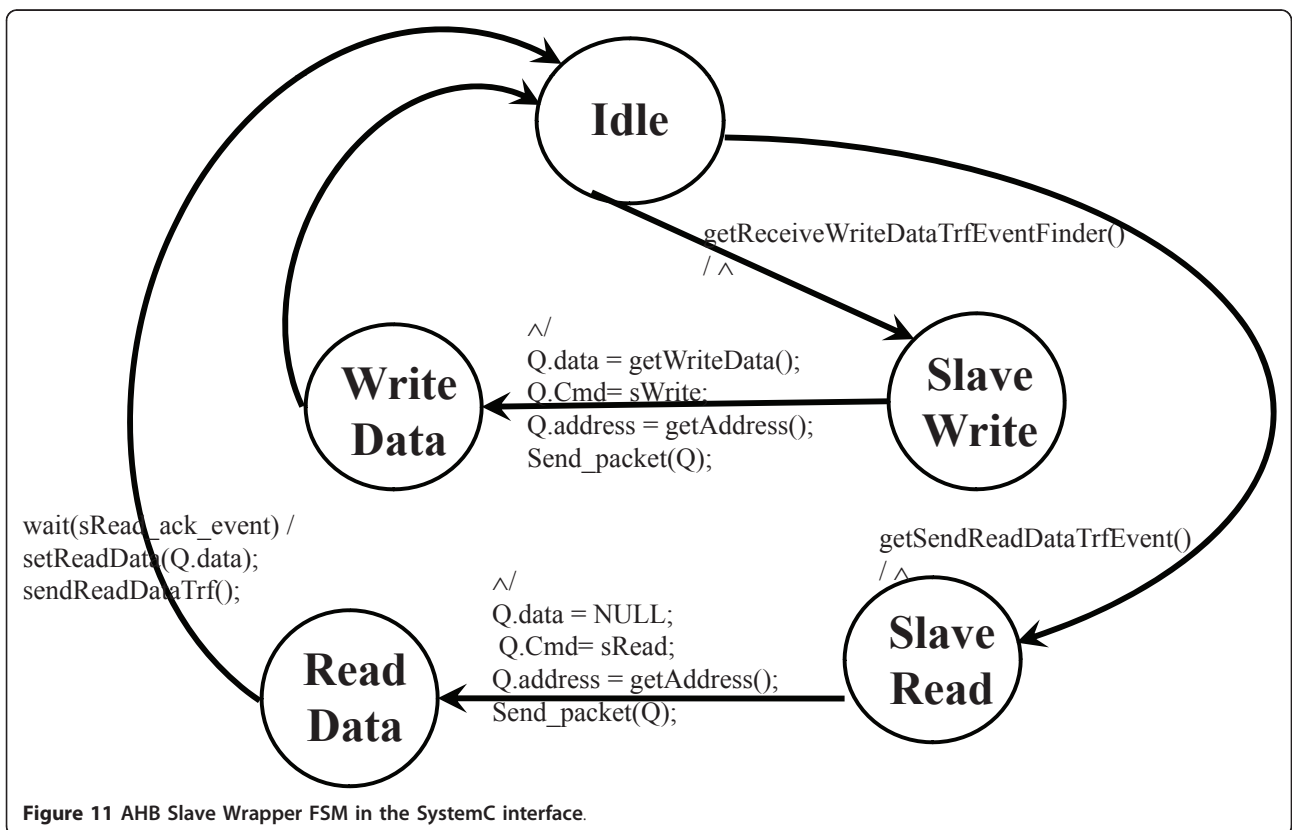 Idle
getReceiveWriteDataTrfEventFinder()
/ ^
^/
Q.data = getWriteData();
Q.Cmd= sWrite;
Q.address = getAddress();
Send_packet(Q);
Write
Data
Slave
Write
wait(sRead_ack_event) /
setReadData(Q.data);
sendReadDataTrf();
getSendReadDataTrfEvent()
/ ^
^/
Q.data = NULL;
Q.Cmd= sRead;
Q.address = getAddress();
Send_packet(Q);
Read
Data
Slave
Read
Figure 11 AHB Slave Wrapper FSM in the SystemC interface.